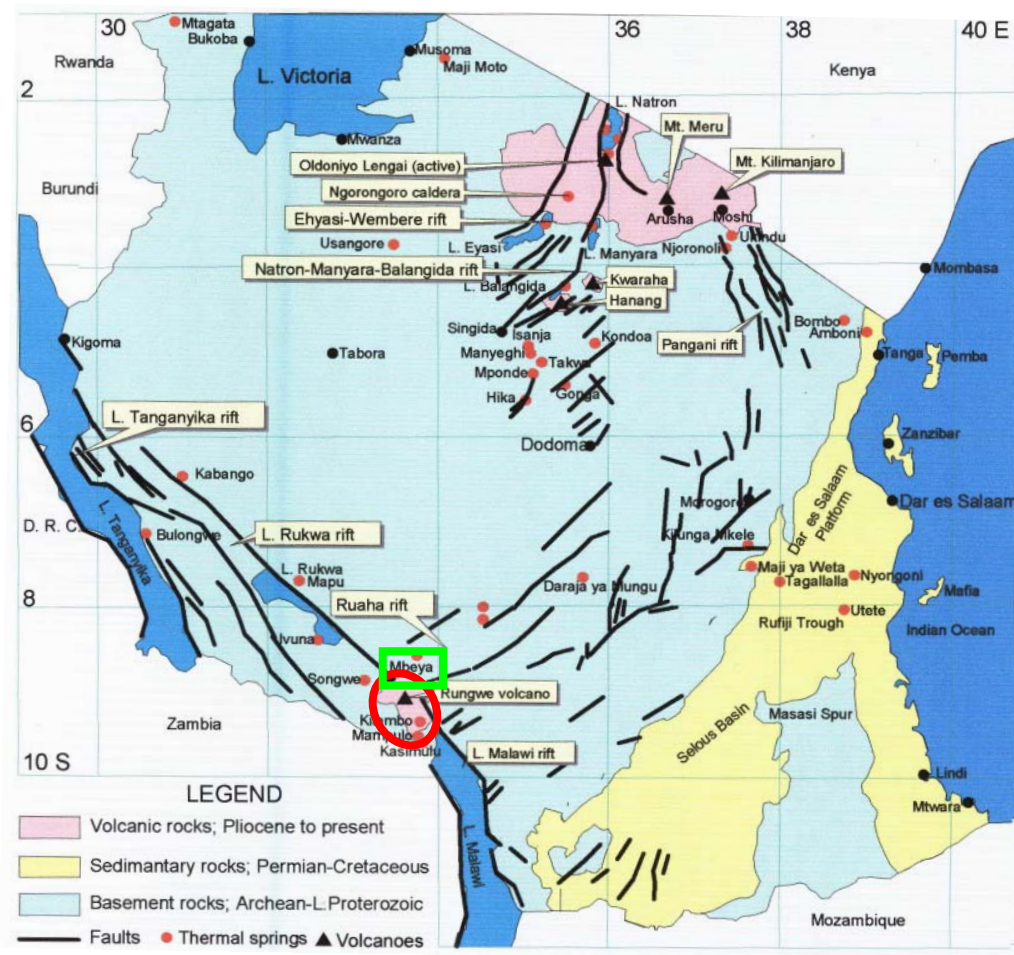 30
36
38
40 E
Mtagata
Bukoba
Musoma
Maji Moto
Rwanda
L. Victoria
Kenya
2
L. Natron
Mt. Meru
Mwanza
Mt. Kilimanjaro
Oldoniyo Lengai (active)
Burundi
Ngorongoro caldera
Arusha
Moshi
Ehyasi-Wembere rift
Usangore
L. Eyasi
L. Manyara
Njoronoli
Natron-Manyara-Balangida rift
Mombasa
L. Balangida
Kwaraha
Hanang
Singida
Isanja
Kondoa
Bombo
Amboni
Kigoma
Tabora
Manyeghi
Takwa
Pangani rift
Tanga
Pemba
Mponde
Hika
Gonga
L. Tanganyika rift
6
Dodoma
Zanzibar
Kabango
Dar es Salaam
Platform
Morogoro
Dar es Salaam
D. R. C.
L. Tanganyika
Bulongwe
L. Rukwa rift
Kilunga Mkele
L. Rukwa
Mapu
Maji ya Weta
Tagallalla
Nyongoni
Daraja ya Mungu
Mafia
8
Ruaha rift
Utete
Rufiji Trough
Indian Ocean
Ivuna
Mbeya
Songwe
Rungwe volcano
Zambia
Kilambo
Mampulo
Kasimulu
L. Malawi rift
Selous Basin
Masasi Spur
10 S
Lindi
Mtwara
LEGEND
Volcanic rocks; Pliocene to present
Sedimantary rocks; Permian-Cretaceous
L. Malawi
Basement rocks; Archean-L.Proterozoic
Mozambique
Faults
Thermal springs
Volcanoes